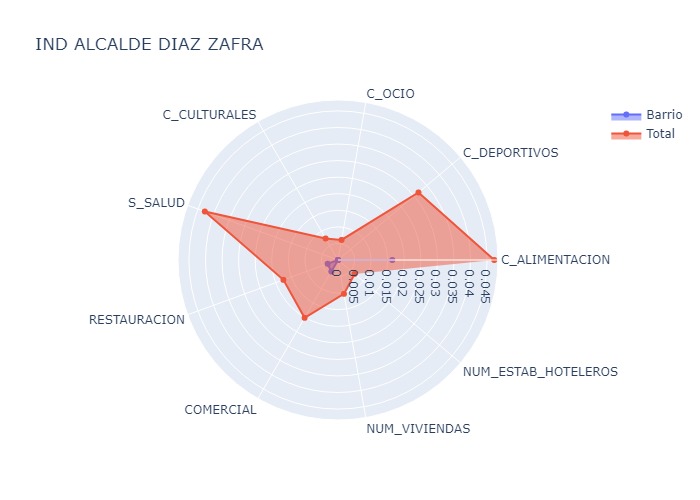 IND ALCALDE DIAZ ZAFRA
C_OCIO
C_CULTURALES
Barrio
Total
C_DEPORTIVOS
S_SALUD
C_ALIMENTACION
0
0.005
0.01
0.015
0.02
0.025
0.03
0.035
0.04
0.045
RESTAURACION
NUM_ESTAB_HOTELEROS
COMERCIAL
NUM_VIVIENDAS